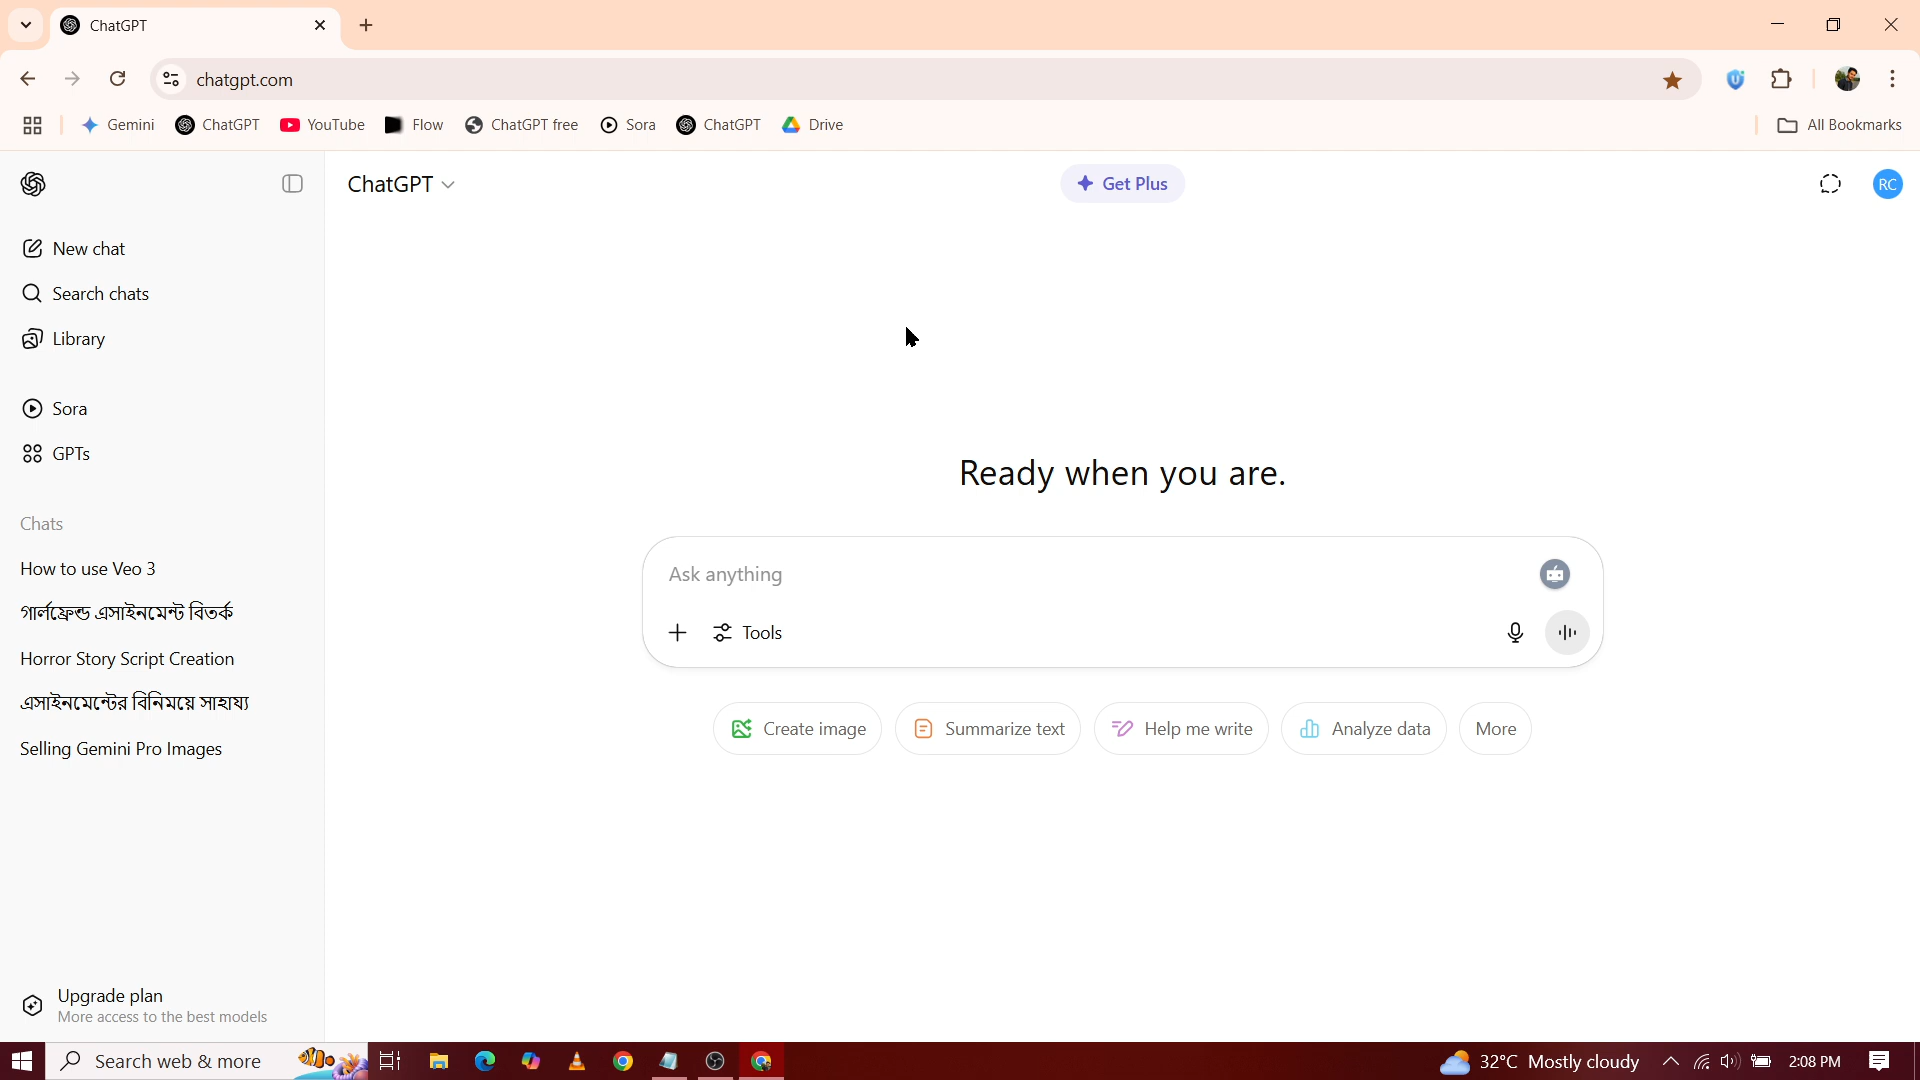 ChatGPT
chatgpt.com
Gemini ChatGPT YouTube Flow ChatGPT free Sora ChatGPT Drive All Bookmarks
ChatGPT Get Plus RC
New chat
Search chats
Library
Sora
GPTs
Chats
How to use Veo 3
গার্লফ্রেন্ড এসাইনমেন্ট বিতর্ক
Horror Story Script Creation
এসাইনমেন্টের বিনিময়ে সাহায্য
Selling Gemini Pro Images
Upgrade plan
More access to the best models
Ready when you are.
Ask anything
Tools
Create image Summarize text Help me write Analyze data More
Search web & more 32°C Mostly cloudy 2:08 PM